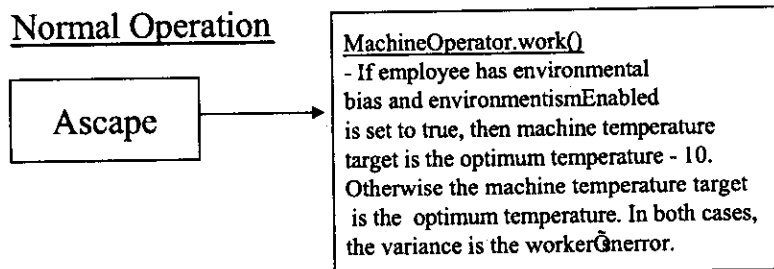 Normal Operation
Ascape
MachineOperator.work()
- If employee has environmental
bias and environmentismEnabled
is set to true, then machine temperature
target is the optimum temperature - 10.
Otherwise the machine temperature target
is the optimum temperature. In both cases,
the variance is the workerÕnerror.